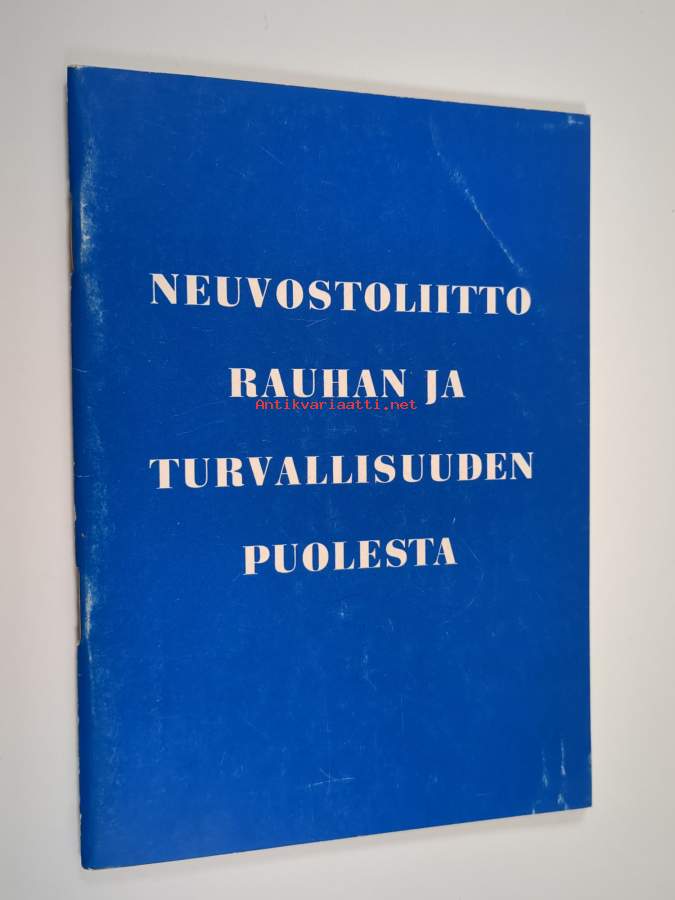 NEUVOSTOLIITTO
RAUHAN JA
Antikvariaatti.net
TURVALLISUUDEN
PUOLESTA